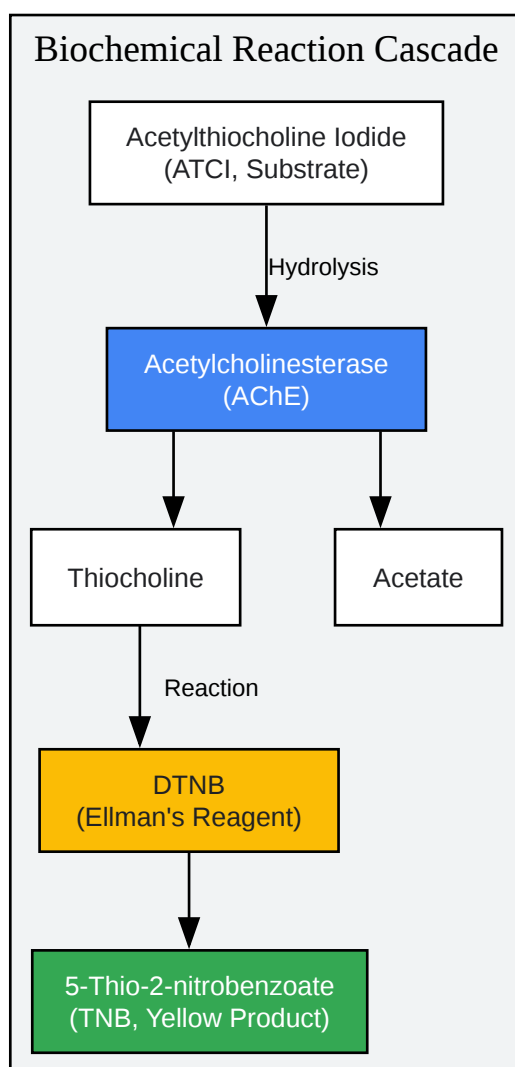 Biochemical Reaction Cascade
Acetylthiocholine Iodide
(ATCI, Substrate)
Hydrolysis
Acetylcholinesterase
(AChE)
Thiocholine
Acetate
Reaction
DTNB
(Ellman's Reagent)
5-Thio-2-nitrobenzoate
(TNB, Yellow Product)